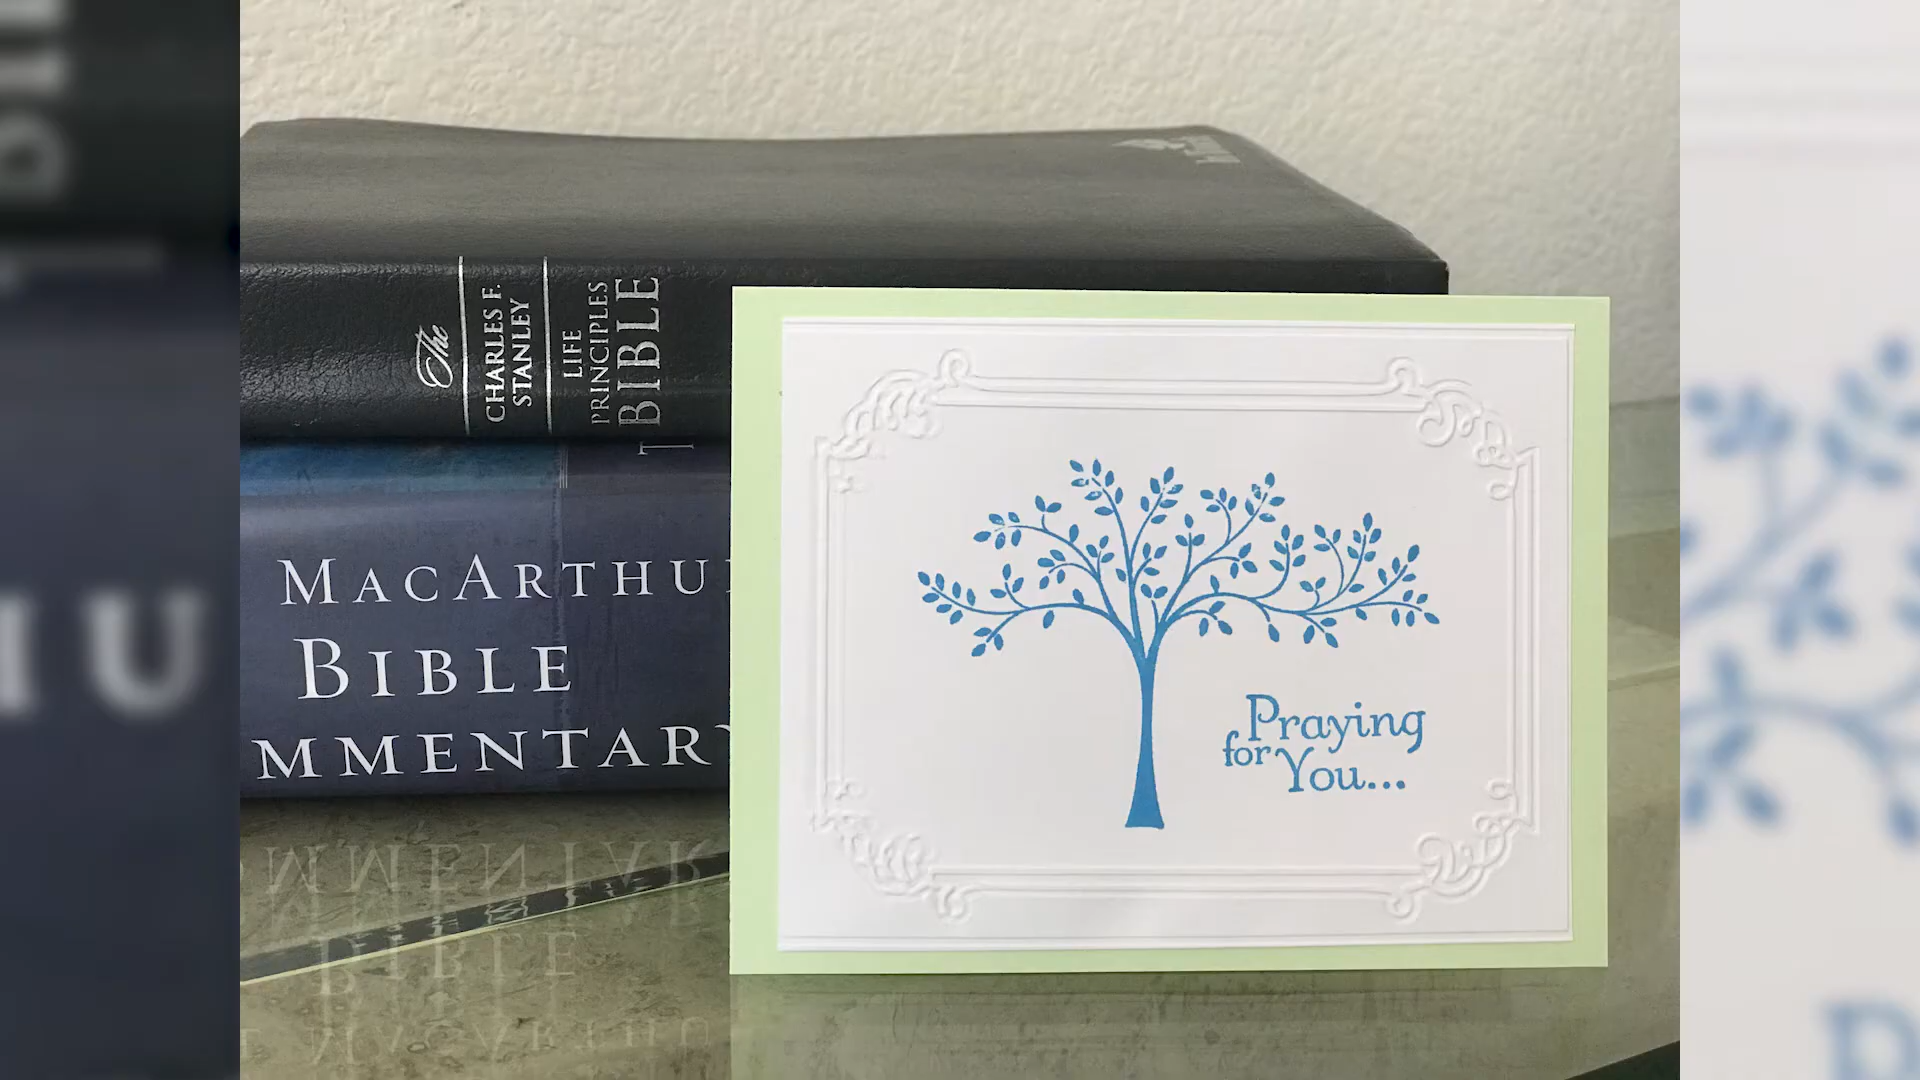 The
CHARLES F.
STANLEY
LIFE
PRINCIPLES
BIBLE
MACARTHU
BIBLE
MMENTARY
Praying
for You...